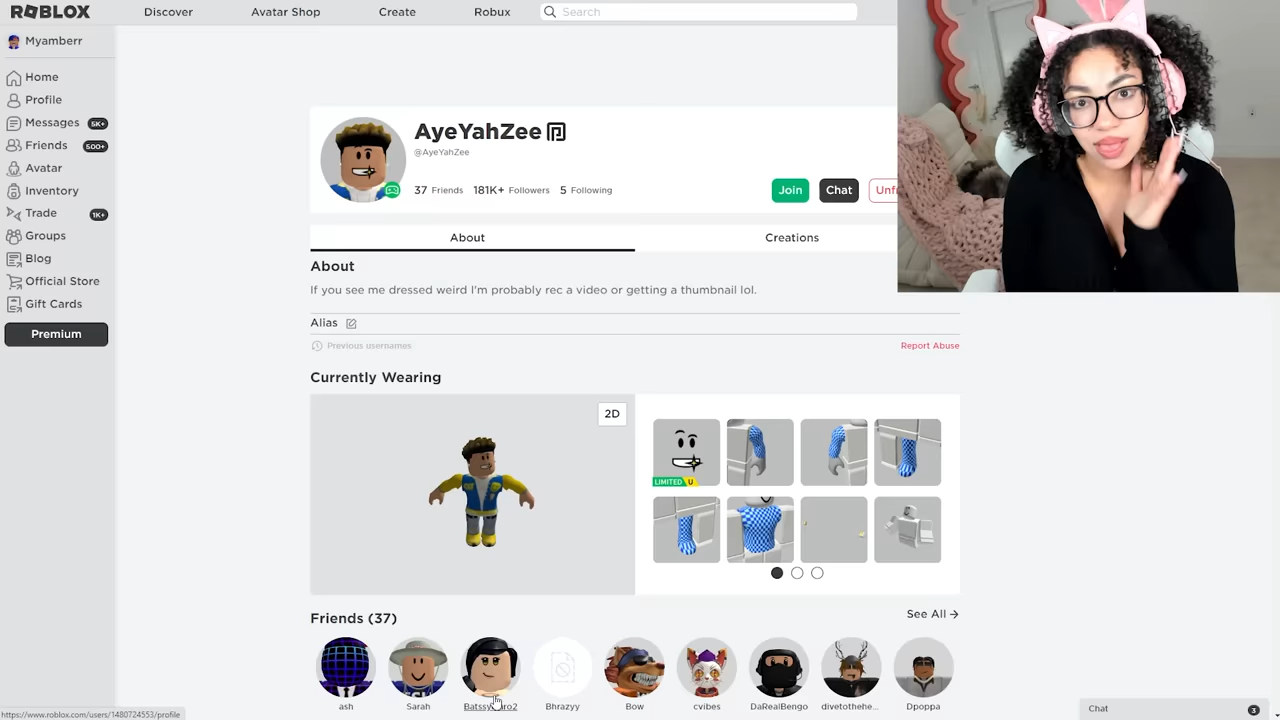 ROBLOX Discover Avatar Shop Create Robux Search
Myamberr
Home
Profile
Messages 5K+
Friends 500+
Avatar
Inventory
Trade 1K+
Groups
Blog
Official Store
Gift Cards
Premium
AyeYahZee
@AyeYahZee
37 Friends 181K+ Followers 5 Following
Join Chat Unf
About Creations
About
If you see me dressed weird I'm probably rec a video or getting a thumbnail lol.
Alias
Previous usernames Report Abuse
Currently Wearing
2D
LIMITED U
Friends (37) See All →
ash Sarah Bhrazyy Bow cvibes DaRealBengo divetothehe... Dpoppa
https://www.roblox.com/users/1480724553/profile
Chat 3